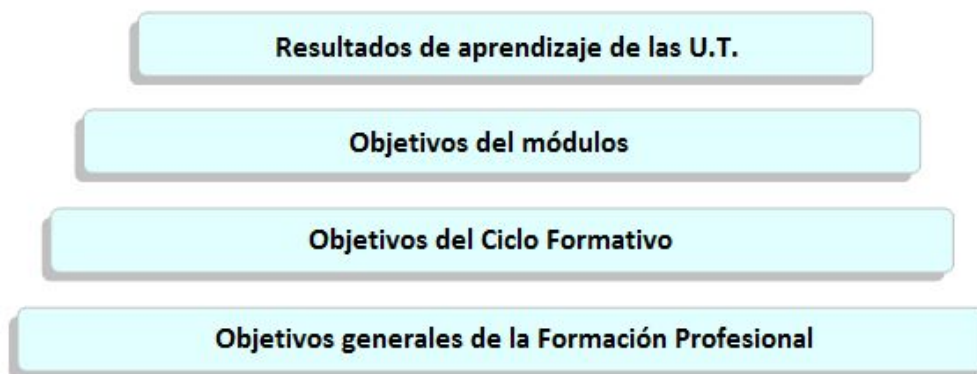 Resultados de aprendizaje de las U.T.
Objetivos del módulos
Objetivos del Ciclo Formativo
Objetivos generales de la Formación Profesional